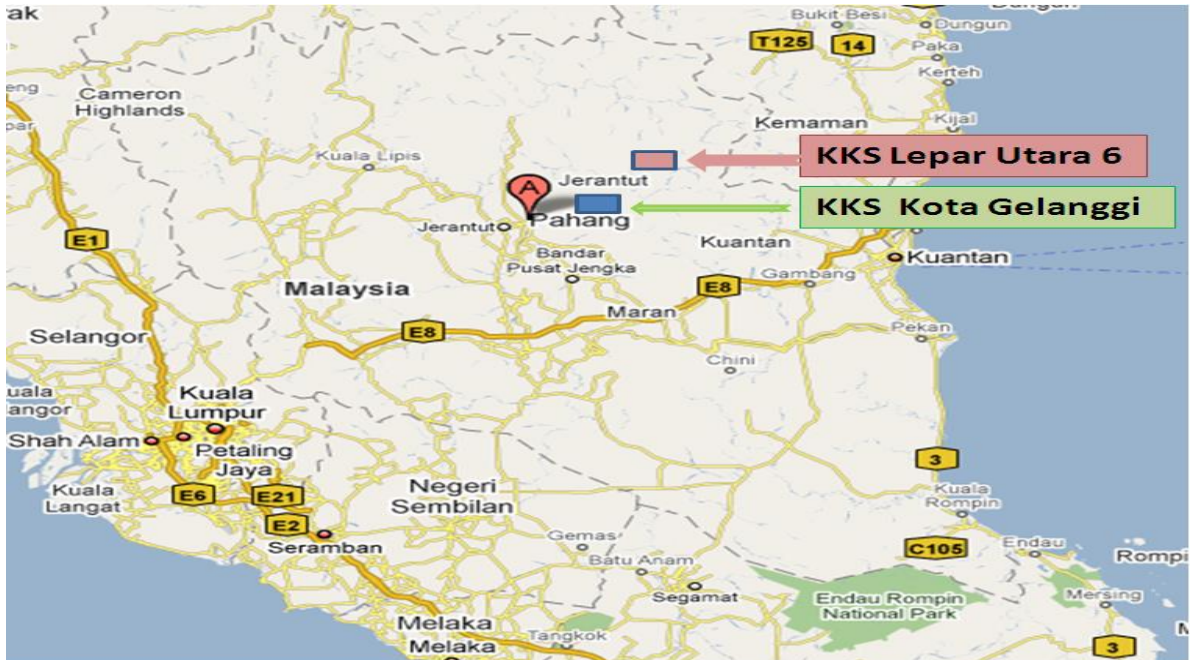 rak
Bukit Besi
Dungun
T125
14
Paka
Kerteh
Cameron
Highlands
Kijal
Kemaman
KKS Lepar Utara 6
Kuala Lipis
Jerantut
A
KKS Kota Gelanggi
Pahang
Jerantut
E1
Kuantan
Bandar
Pusat Jengka
Kuantan
Gambang
E8
Malaysia
Maran
E8
Pekan
Selangor
Chini
Kuala
Lumpur
Shah Alam
Petaling
Jaya
3
Kuala
Langat
E6
E21
Negeri
Sembilan
Kuala
Rompin
E2
Seramban
Gemas
C105
Endau
Batu Anam
Segamat
Endau Rompin
National Park
Mersing
Melaka
Melaka
Tangkok
3